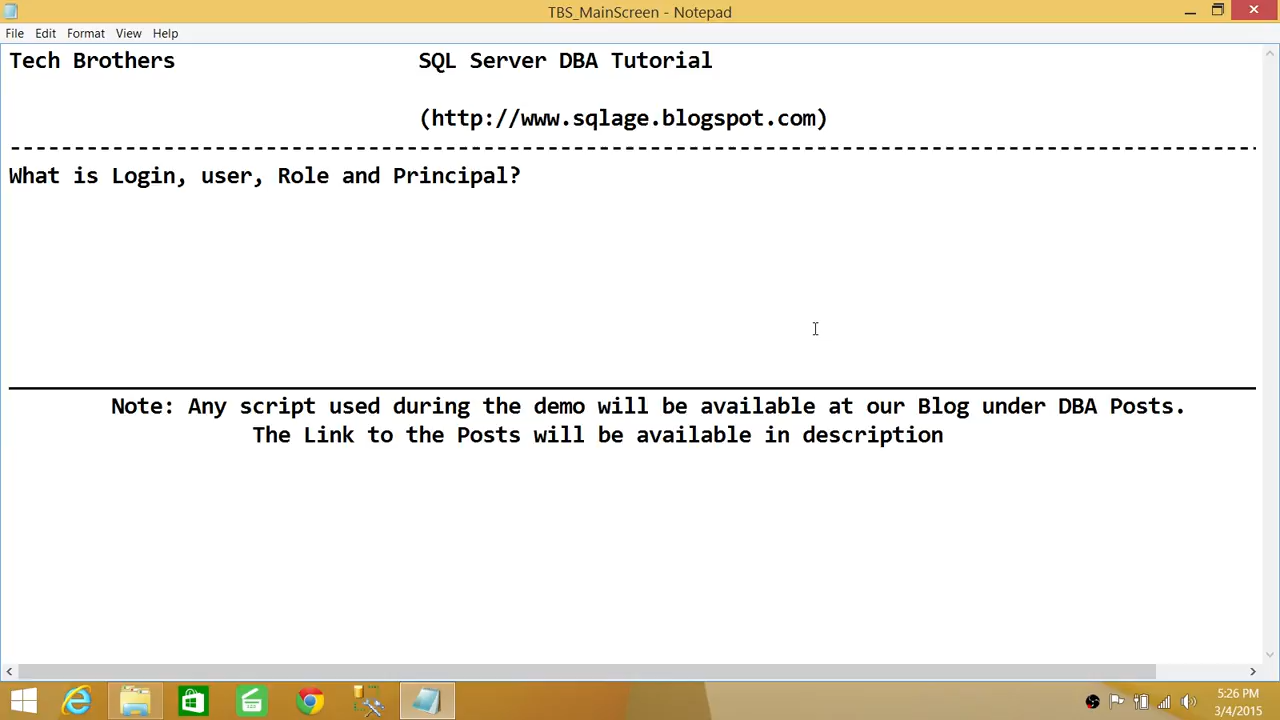 TBS_MainScreen - Notepad
File Edit Format View Help
Tech Brothers SQL Server DBA Tutorial
(http://www.sqlage.blogspot.com)
What is Login, user, Role and Principal?
Note: Any script used during the demo will be available at our Blog under DBA Posts.
The Link to the Posts will be available in description
5:26 PM
3/4/2015